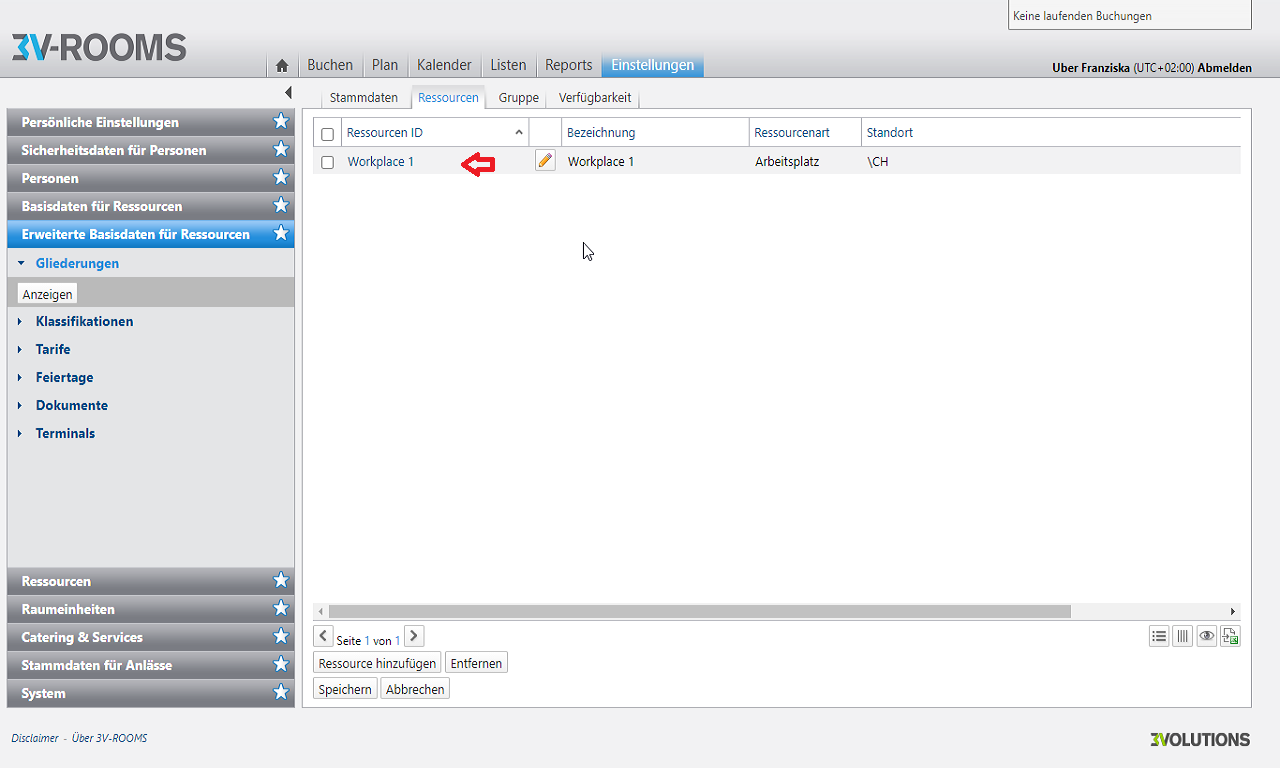 Keine laufenden Buchungen
3V-ROOMS
Buchen Plan Kalender Listen Reports Einstellungen
Uber Franziska (UTC+02:00) Abmelden
Stammdaten Ressourcen Gruppe Verfügbarkeit
Persönliche Einstellungen
Sicherheitsdaten für Personen
Personen
Basisdaten für Ressourcen
Erweiterte Basisdaten für Ressourcen
Gliederungen
Anzeigen
Klassifikationen
Tarife
Feiertage
Dokumente
Terminals
Ressourcen
Raumeinheiten
Catering & Services
Stammdaten für Anlässe
System
Ressourcen ID Bezeichnung Ressourcenart Standort
Workplace 1 Workplace 1 Arbeitsplatz \CH
Seite 1 von 1
Ressource hinzufügen Entfernen
Speichern Abbrechen
Disclaimer - Über 3V-ROOMS
3VOLUTIONS